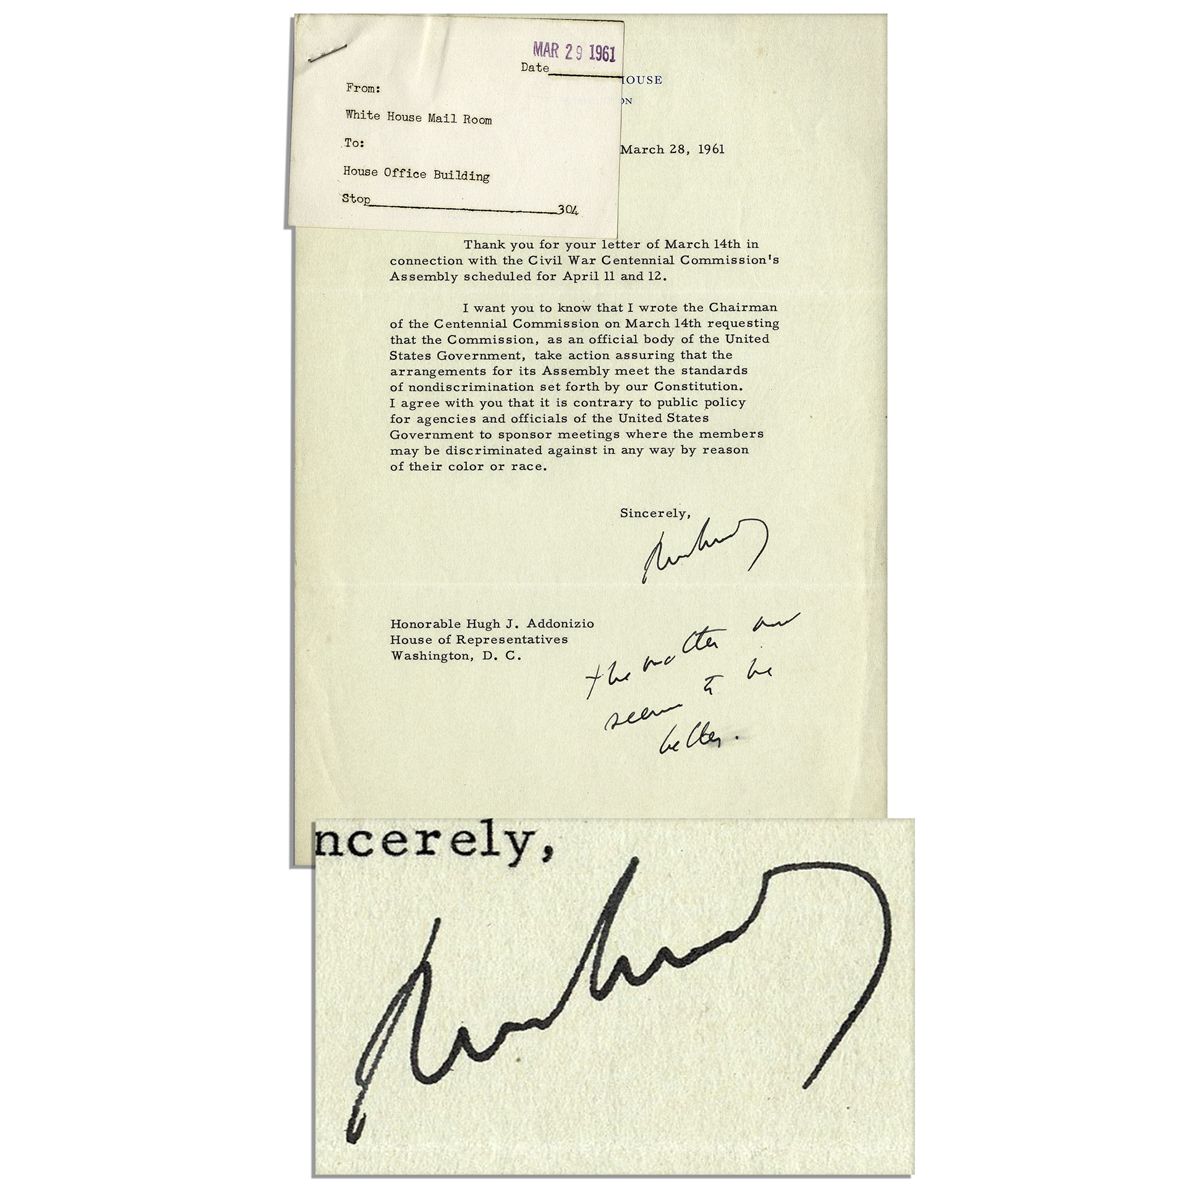 MAR 29 1961
Date
From:
White House Mail Room
To:
House Office Building
Stop 304
HOUSE
ON
March 28, 1961
Thank you for your letter of March 14th in
connection with the Civil War Centennial Commission's
Assembly scheduled for April 11 and 12.
I want you to know that I wrote the Chairman
of the Centennial Commission on March 14th requesting
that the Commission, as an official body of the United
States Government, take action assuring that the
arrangements for its Assembly meet the standards
of nondiscrimination set forth by our Constitution.
I agree with you that it is contrary to public policy
for agencies and officials of the United States
Government to sponsor meetings where the members
may be discriminated against in any way by reason
of their color or race.
Sincerely,
Honorable Hugh J. Addonizio
House of Representatives
Washington, D. C.
the matter
seems to be
better.
ncerely,